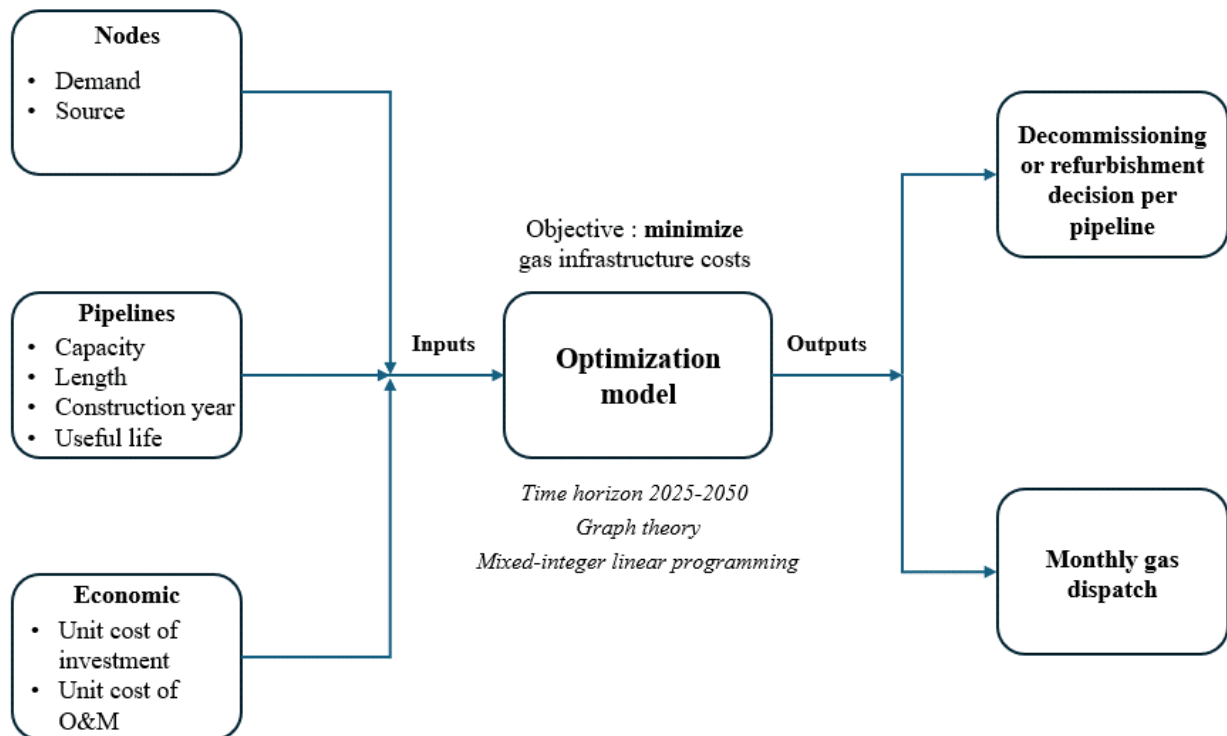 Nodes
• Demand
• Source
Pipelines
• Capacity
• Length
• Construction year
• Useful life
Economic
• Unit cost of
investment
• Unit cost of
O&M
Inputs
Objective : minimize
gas infrastructure costs
Optimization
model
Time horizon 2025-2050
Graph theory
Mixed-integer linear programming
Outputs
Decommissioning
or refurbishment
decision per
pipeline
Monthly gas
dispatch